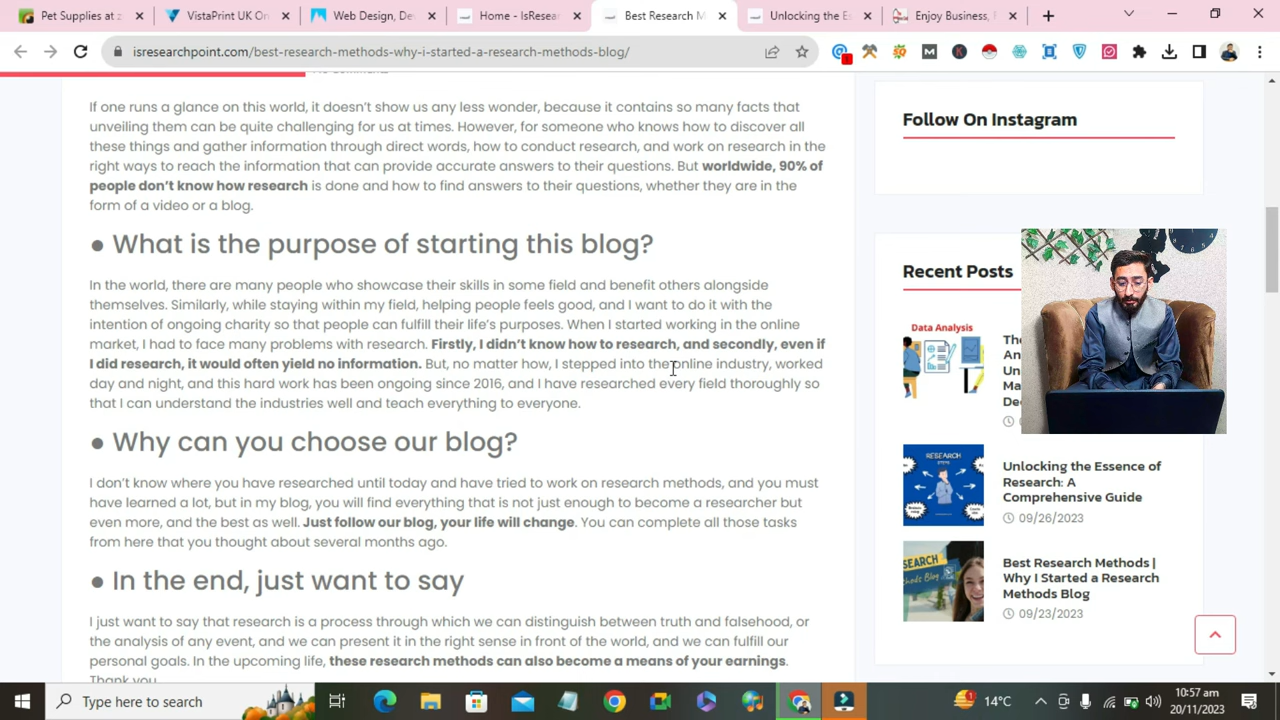 Pet Supplies at z
VistaPrint UK On
Web Design, De
Home - IsResea
Best Research M
Unlocking the Es
Enjoy Business, F
isresearchpoint.com/best-research-methods-why-i-started-a-research-methods-blog/
If one runs a glance on this world, it doesn't show us any less wonder, because it contains so many facts that
unveiling them can be quite challenging for us at times. However, for someone who knows how to discover all
these things and gather information through direct words, how to conduct research, and work on research in the
right ways to reach the information that can provide accurate answers to their questions. But worldwide, 90% of
people don't know how research is done and how to find answers to their questions, whether they are in the
form of a video or a blog.
● What is the purpose of starting this blog?
In the world, there are many people who showcase their skills in some field and benefit others alongside
themselves. Similarly, while staying within my field, helping people feels good, and I want to do it with the
intention of ongoing charity so that people can fulfill their life's purposes. When I started working in the online
market, I had to face many problems with research. Firstly, I didn't know how to research, and secondly, even if
I did research, it would often yield no information. But, no matter how, I stepped into the online industry, worked
day and night, and this hard work has been ongoing since 2016, and I have researched every field thoroughly so
that I can understand the industries well and teach everything to everyone.
● Why can you choose our blog?
I don't know where you have researched until today and have tried to work on research methods, and you must
have learned a lot, but in my blog, you will find everything that is not just enough to become a researcher but
even more, and the best as well. Just follow our blog, your life will change. You can complete all those tasks
from here that you thought about several months ago.
● In the end, just want to say
I just want to say that research is a process through which we can distinguish between truth and falsehood, or
the analysis of any event, and we can present it in the right sense in front of the world, and we can fulfill our
personal goals. In the upcoming life, these research methods can also become a means of your earnings.
Thank you
Follow On Instagram
Recent Posts
Data Analysis
The
An
Un
Ma
De
RESEARCH
Unlocking the Essence of
Research: A
Comprehensive Guide
09/26/2023
Best Research Methods |
Why I Started a Research
Methods Blog
09/23/2023
Type here to search
14°C
10:57 am
20/11/2023